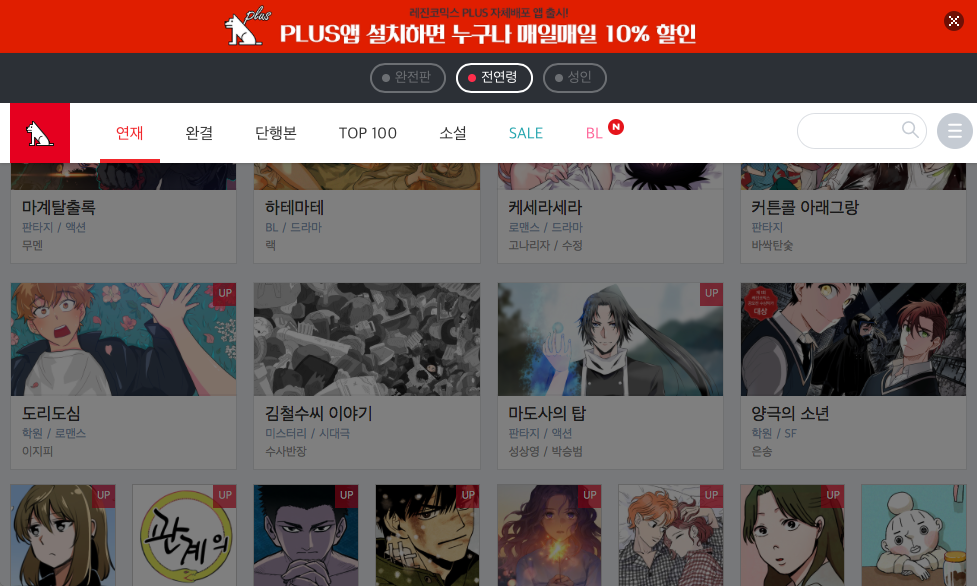 plus
레진코믹스 PLUS 자체배포 앱 출시!
PLUS앱 설치하면 누구나 매일매일 10% 할인
완전판
전연령
성인
연재
완결
단행본
TOP 100
소설
SALE
BL
N
마계탈출록
판타지 / 액션
무멘
하테마테
BL / 드라마
랙
케세라세라
로맨스 / 드라마
고나리자 / 수정
커튼콜 아래그랑
판타지
바싹탄숯
UP
UP
대상
도리도심
학원 / 로맨스
이지피
김철수씨 이야기
미스터리 / 시대극
수사반장
마도사의 탑
판타지 / 액션
성상영 / 박승범
양극의 소년
학원 / SF
은송
UP
UP
UP
UP
UP
UP
UP
관계의